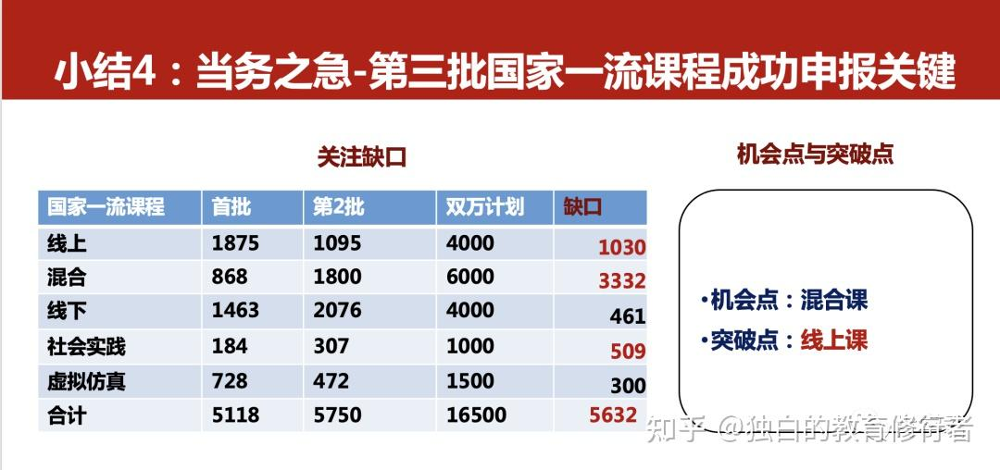 小结4：当务之急-第三批国家一流课程成功申报关键
关注缺口
国家一流课程 首批 第2批 双万计划 缺口
线上 1875 1095 4000 1030
混合 868 1800 6000 3332
线下 1463 2076 4000 461
社会实践 184 307 1000 509
虚拟仿真 728 472 1500 300
合计 5118 5750 16500 5632
机会点与突破点
•机会点：混合课
•突破点：线上课
知乎 @独白的教育修行者